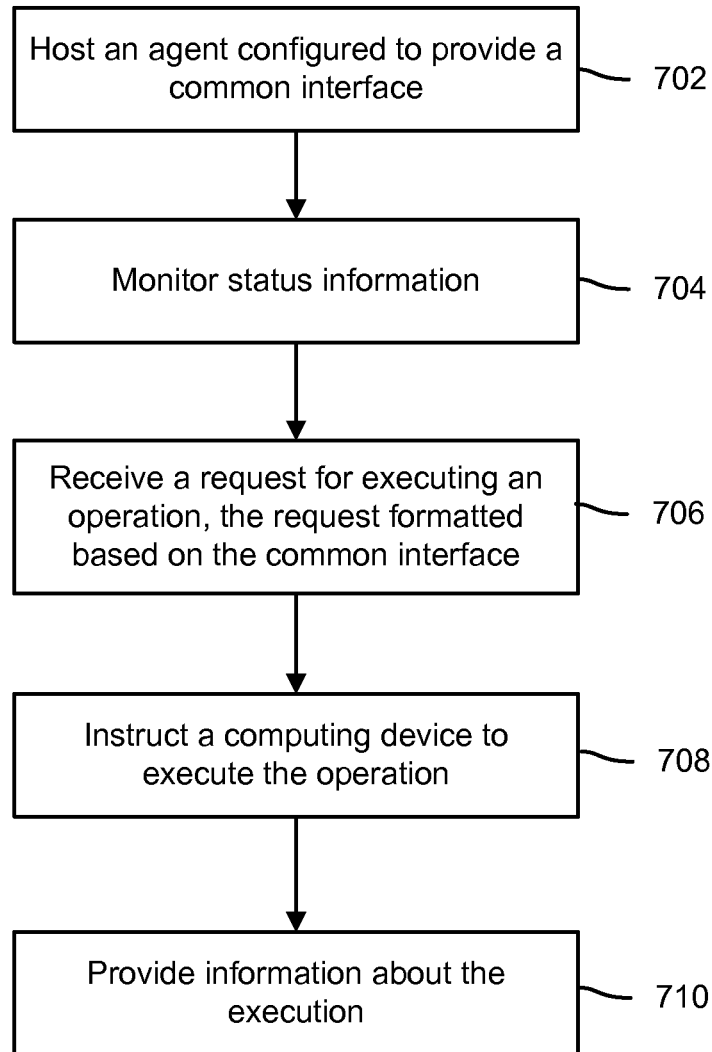 Host an agent configured to provide a
common interface
702
Monitor status information
704
Receive a request for executing an
operation, the request formatted
based on the common interface
706
Instruct a computing device to
execute the operation
708
Provide information about the
execution
710